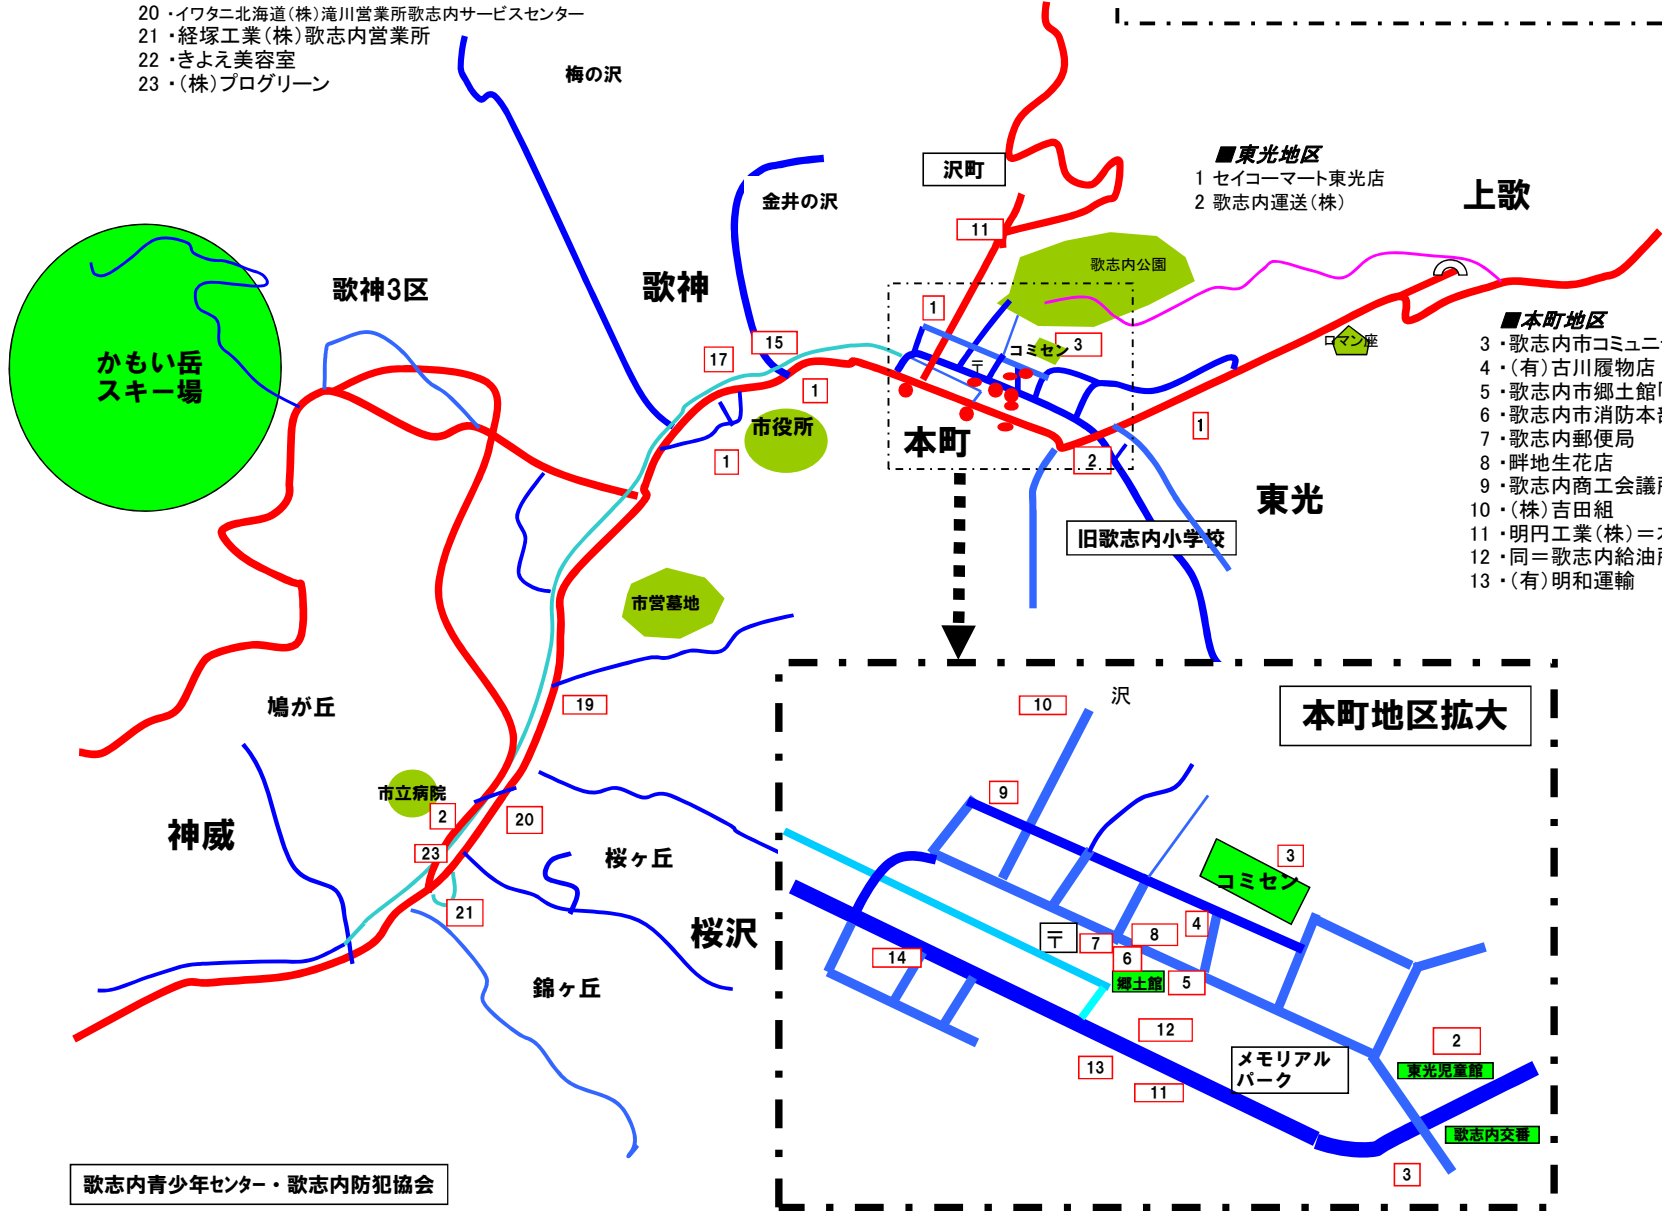 20 ・イワタニ北海道(株)滝川営業所歌志内サービスセンター
21 ・経塚工業(株)歌志内営業所
22 ・きよえ美容室
23 ・(株)プログリーン
梅の沢
金井の沢
沢町
11
■東光地区
1 セイコーマート東光店
2 歌志内運送(株)
上歌
歌志内公園
歌神3区
歌神
1
15
17
コミセン
3
〒
ロマン座
■本町地区
3 ・歌志内市コミュニ
4 ・(有)古川履物店
5 ・歌志内市郷土館「
6 ・歌志内市消防本部
7 ・歌志内郵便局
8 ・畔地生花店
9 ・歌志内商工会議所
10 ・(株)吉田組
11 ・明円工業(株)＝
12 ・同＝歌志内給油所
13 ・(有)明和運輸
かもい岳
スキー場
1
市役所
1
本町
2
1
東光
旧歌志内小学校
市営墓地
19
鳩が丘
市立病院
2
20
23
神威
桜ヶ丘
21
桜沢
錦ヶ丘
本町地区拡大
沢
10
9
3
コミセン
4
〒
7
8
6
14
郷土館
5
12
13
11
メモリアル
パーク
2
東光児童館
歌志内交番
3
歌志内青少年センター・歌志内防犯協会